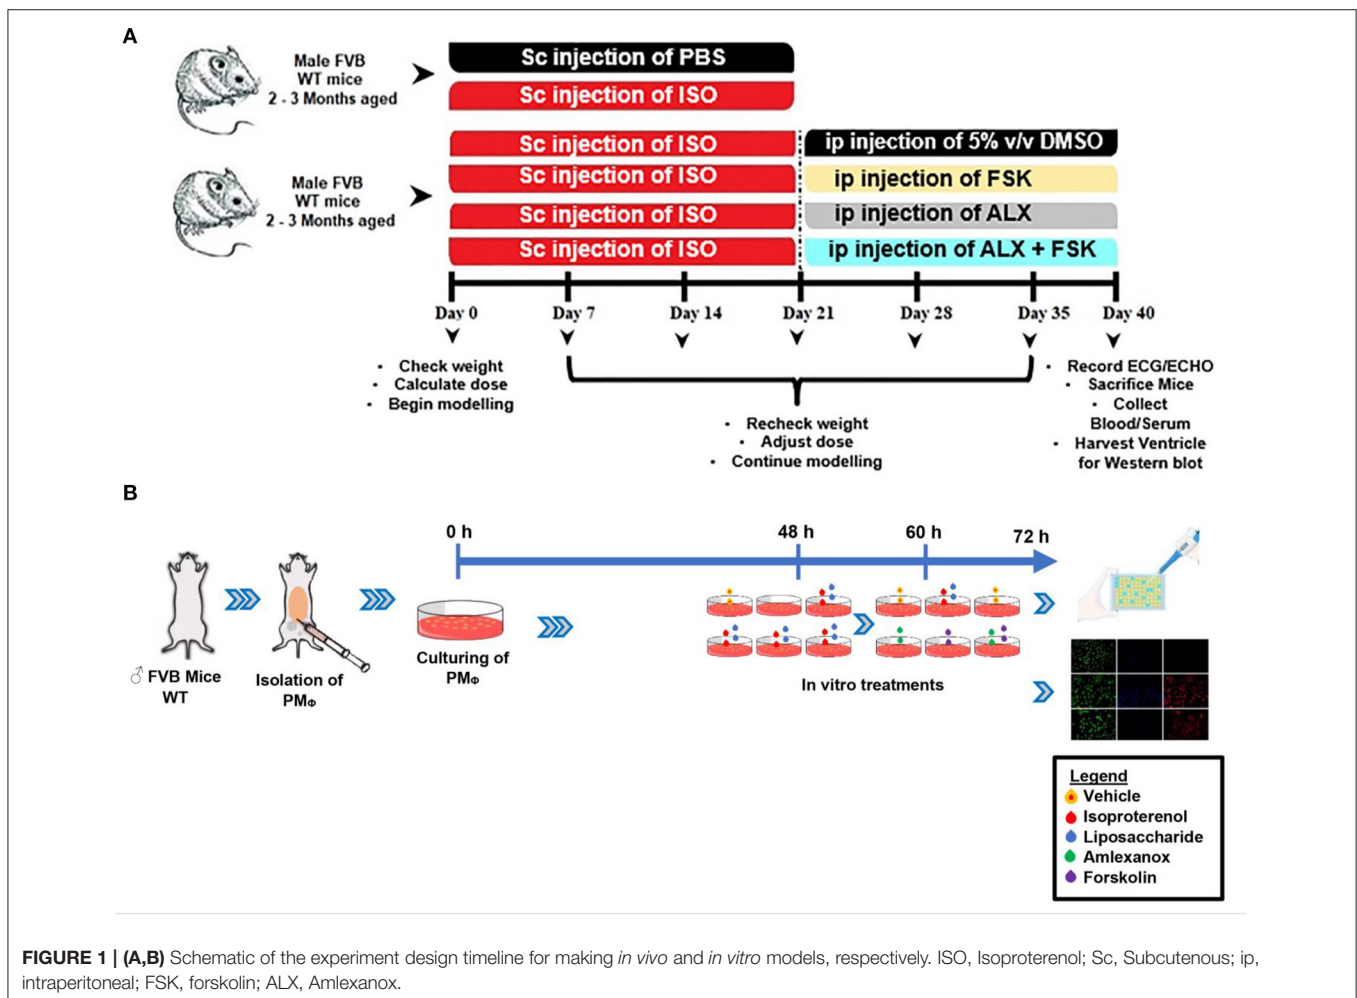 A
Male FVB
WT mice
2 - 3 Months aged
Sc injection of PBS
Sc injection of ISO
Male FVB
WT mice
2 - 3 Months aged
Sc injection of ISO
ip injection of 5% v/v DMSO
Sc injection of ISO
ip injection of FSK
Sc injection of ISO
ip injection of ALX
Sc injection of ISO
ip injection of ALX + FSK
Day 0
Day 7
Day 14
Day 21
Day 28
Day 35
Day 40
• Check weight
• Calculate dose
• Begin modelling
• Recheck weight
• Adjust dose
• Continue modelling
• Record ECG/ECHO
• Sacrifice Mice
• Collect
Blood/Serum
• Harvest Ventricle
for Western blot
B
0 h
48 h
60 h
72 h
♂ FVB Mice
WT
Isolation of
PMΦ
Culturing of
PMΦ
In vitro treatments
Legend
Vehicle
Isoproterenol
Liposaccharide
Amlexanox
Forskolin
FIGURE 1 | (A,B) Schematic of the experiment design timeline for making in vivo and in vitro models, respectively. ISO, Isoproterenol; Sc, Subcutenous; ip,
intraperitoneal; FSK, forskolin; ALX, Amlexanox.